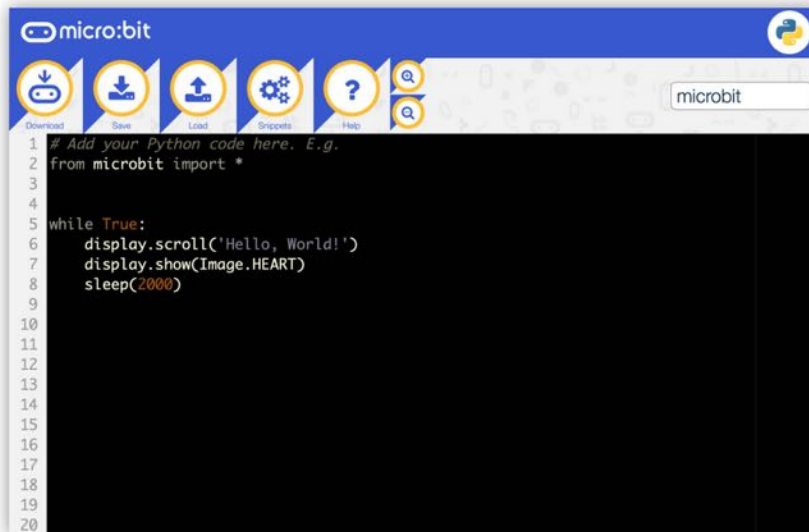 micro:bit
Download
Save
Load
Snippets
? Help
microbit
1 # Add your Python code here. E.g.
2 from microbit import *
3
4
5 while True:
6     display.scroll('Hello, World!')
7     display.show(Image.HEART)
8     sleep(2000)
9
10
11
12
13
14
15
16
17
18
19
20